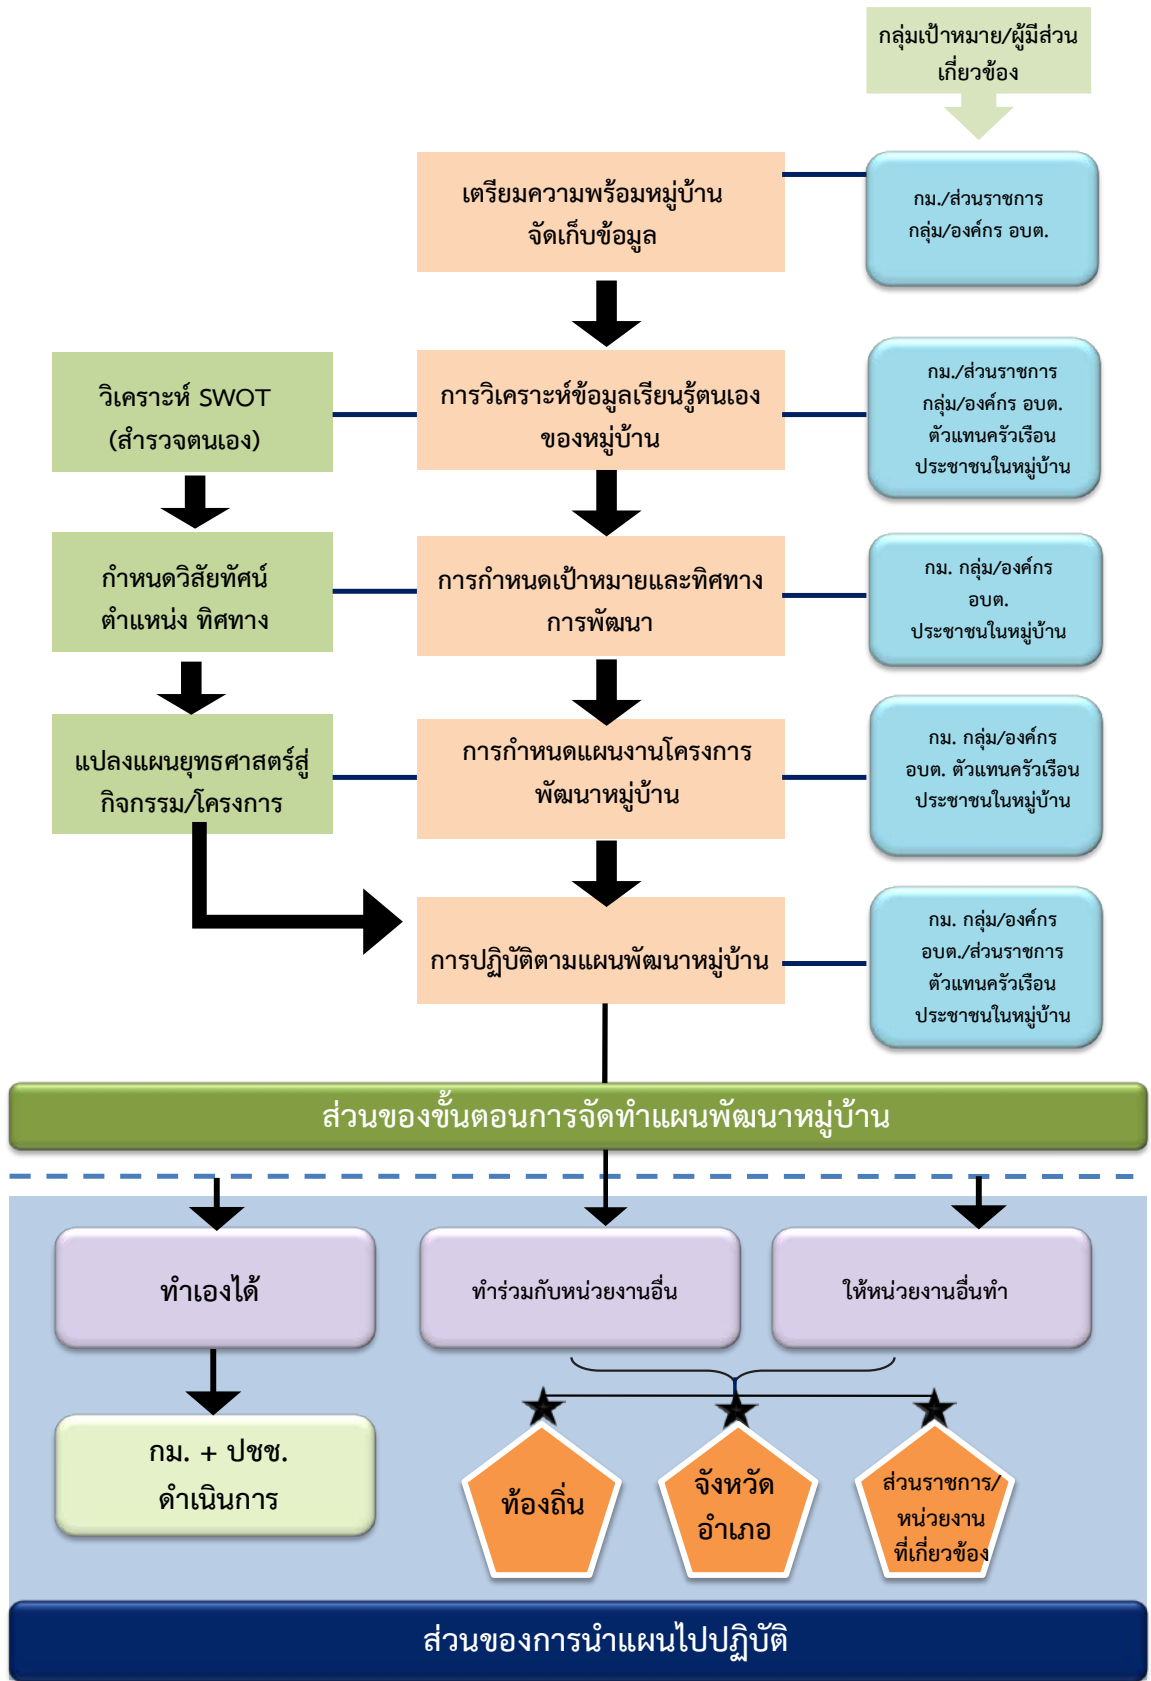 กลุ่มเป้าหมาย/ผู้มีส่วน
เกี่ยวข้อง
เตรียมความพร้อมหมู่บ้าน
จัดเก็บข้อมูล
กม./ส่วนราชการ
กลุ่ม/องค์กร อบต.
วิเคราะห์ SWOT
(สำรวจตนเอง)
การวิเคราะห์ข้อมูลเรียนรู้ตนเอง
ของหมู่บ้าน
กม./ส่วนราชการ
กลุ่ม/องค์กร อบต.
ตัวแทนครัวเรือน
ประชาชนในหมู่บ้าน
กำหนดวิสัยทัศน์
ตำแหน่ง ทิศทาง
การกำหนดเป้าหมายและทิศทาง
การพัฒนา
กม. กลุ่ม/องค์กร
อบต.
ประชาชนในหมู่บ้าน
แปลงแผนยุทธศาสตร์สู่
กิจกรรม/โครงการ
การกำหนดแผนงานโครงการ
พัฒนาหมู่บ้าน
กม. กลุ่ม/องค์กร
อบต. ตัวแทนครัวเรือน
ประชาชนในหมู่บ้าน
การปฏิบัติตามแผนพัฒนาหมู่บ้าน
กม. กลุ่ม/องค์กร
อบต./ส่วนราชการ
ตัวแทนครัวเรือน
ประชาชนในหมู่บ้าน
ส่วนของขั้นตอนการจัดทำแผนพัฒนาหมู่บ้าน
ทำเองได้
ทำร่วมกับหน่วยงานอื่น
ให้หน่วยงานอื่นทำ
กม. + ปชช.
ดำเนินการ
ท้องถิ่น
จังหวัด
อำเภอ
ส่วนราชการ/
หน่วยงาน
ที่เกี่ยวข้อง
ส่วนของการนำแผนไปปฏิบัติ